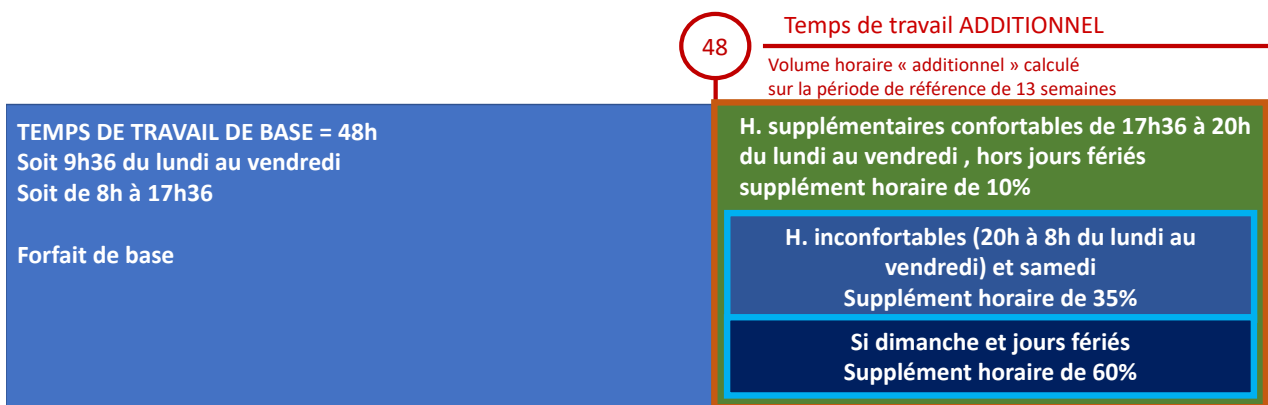 48
Temps de travail ADDITIONNEL
Volume horaire « additionnel » calculé
sur la période de référence de 13 semaines
TEMPS DE TRAVAIL DE BASE = 48h
Soit 9h36 du lundi au vendredi
Soit de 8h à 17h36
Forfait de base
H. supplémentaires confortables de 17h36 à 20h
du lundi au vendredi , hors jours fériés
supplément horaire de 10%
H. inconfortables (20h à 8h du lundi au
vendredi) et samedi
Supplément horaire de 35%
Si dimanche et jours fériés
Supplément horaire de 60%